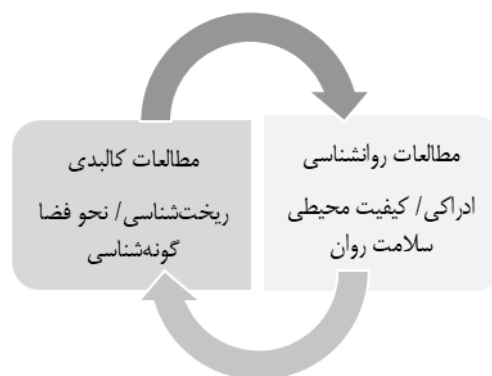 مطالعات روانشناسی
ادراکی/ کیفیت محیطی
سلامت روان
مطالعات کالبدی
ریخت‌شناسی/ نحو فضا
گونه‌شناسی